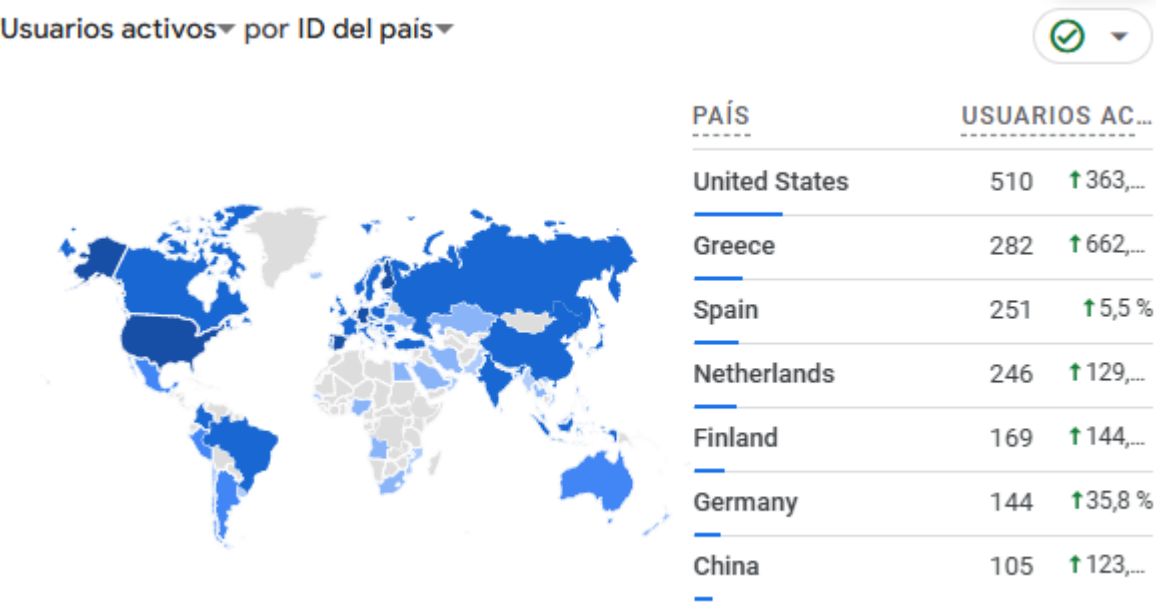 Usuarios activos por ID del país
PAÍS USUARIOS AC...
United States 510 ↑363,...
Greece 282 ↑662,...
Spain 251 ↑5,5 %
Netherlands 246 ↑129,...
Finland 169 ↑144,...
Germany 144 ↑35,8 %
China 105 ↑123,...